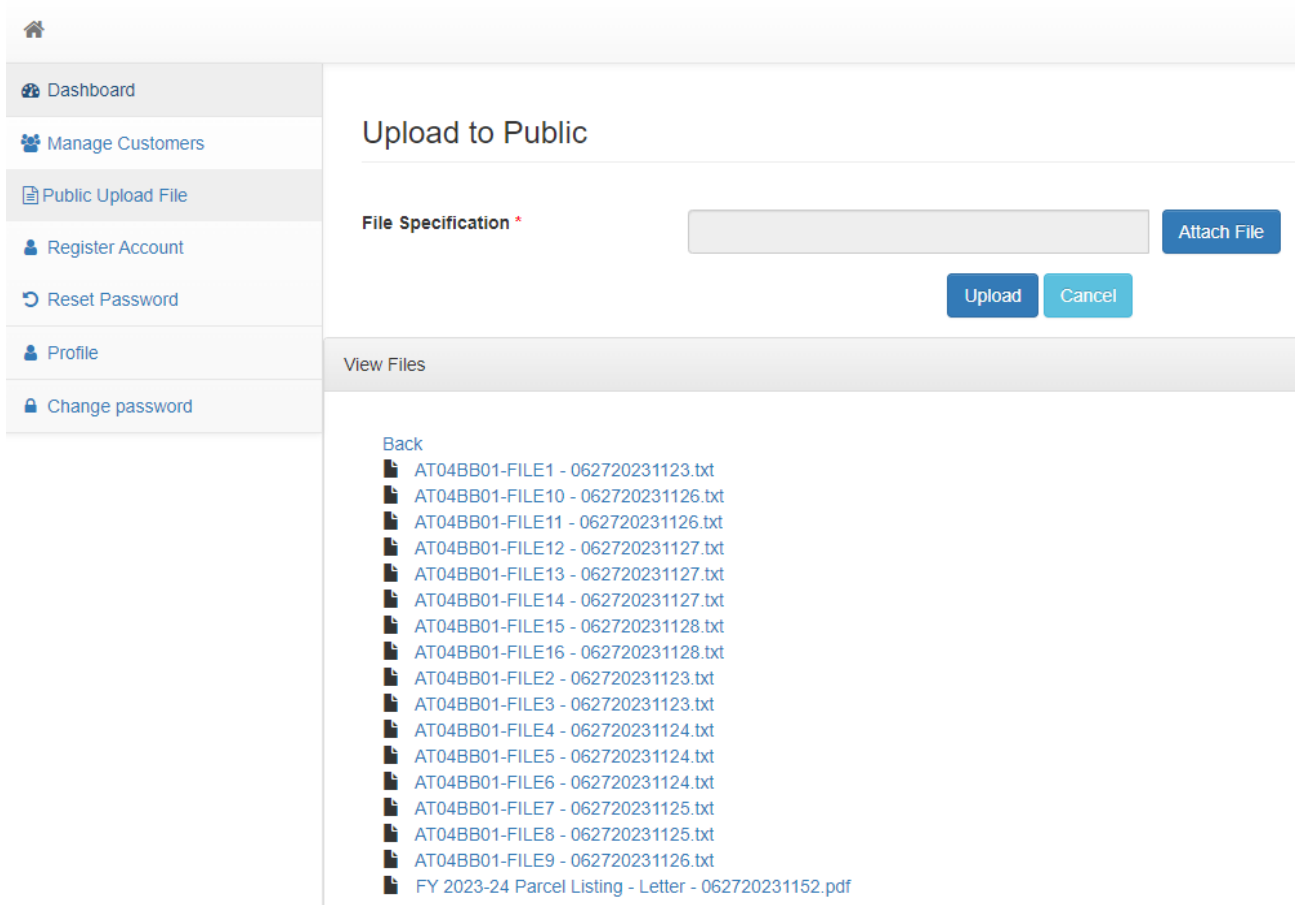 Dashboard
Manage Customers
Public Upload File
Register Account
Reset Password
Profile
Change password
Upload to Public
File Specification *
Attach File
Upload Cancel
View Files
Back
AT04BB01-FILE1 - 062720231123.txt
AT04BB01-FILE10 - 062720231126.txt
AT04BB01-FILE11 - 062720231126.txt
AT04BB01-FILE12 - 062720231127.txt
AT04BB01-FILE13 - 062720231127.txt
AT04BB01-FILE14 - 062720231127.txt
AT04BB01-FILE15 - 062720231128.txt
AT04BB01-FILE16 - 062720231128.txt
AT04BB01-FILE2 - 062720231123.txt
AT04BB01-FILE3 - 062720231123.txt
AT04BB01-FILE4 - 062720231124.txt
AT04BB01-FILE5 - 062720231124.txt
AT04BB01-FILE6 - 062720231124.txt
AT04BB01-FILE7 - 062720231125.txt
AT04BB01-FILE8 - 062720231125.txt
AT04BB01-FILE9 - 062720231126.txt
FY 2023-24 Parcel Listing - Letter - 062720231152.pdf